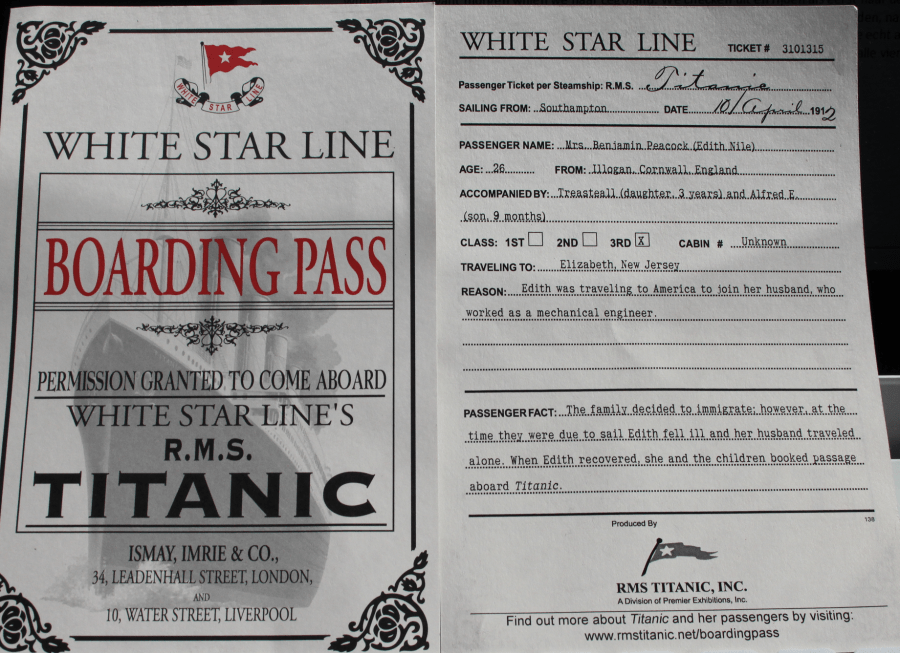 WHITE STAR LINE
WHITE STAR LINE
BOARDING PASS
PERMISSION GRANTED TO COME ABOARD
WHITE STAR LINE'S
R.M.S.
TITANIC
ISMAY, IMRIE & CO.,
34, LEADENHALL STREET, LONDON,
AND
10, WATER STREET, LIVERPOOL
WHITE STAR LINE TICKET# 3101315
Passenger Ticket per Steamship: R.M.S. Titanic
SAILING FROM: Southampton DATE 10/April 1912
PASSENGER NAME: Mrs. Benjamin Peacock (Edith Nile)
AGE: 26 FROM: Illogan, Cornwall, England
ACCOMPANIED BY: Treasteall (daughter, 3 years) and Alfred E.
(son, 9 months)
CLASS: 1ST 2ND 3RD X CABIN # Unknown
TRAVELING TO: Elizabeth, New Jersey
REASON: Edith was traveling to America to join her husband, who
worked as a mechanical engineer.
PASSENGER FACT: The family decided to immigrate; however, at the
time they were due to sail Edith fell ill and her husband traveled
alone. When Edith recovered, she and the children booked passage
aboard Titanic.
138
Produced By
RMS TITANIC, INC.
A Division of Premier Exhibitions, Inc.
Find out more about Titanic and her passengers by visiting:
www.rmstitanic.net/boardingpass